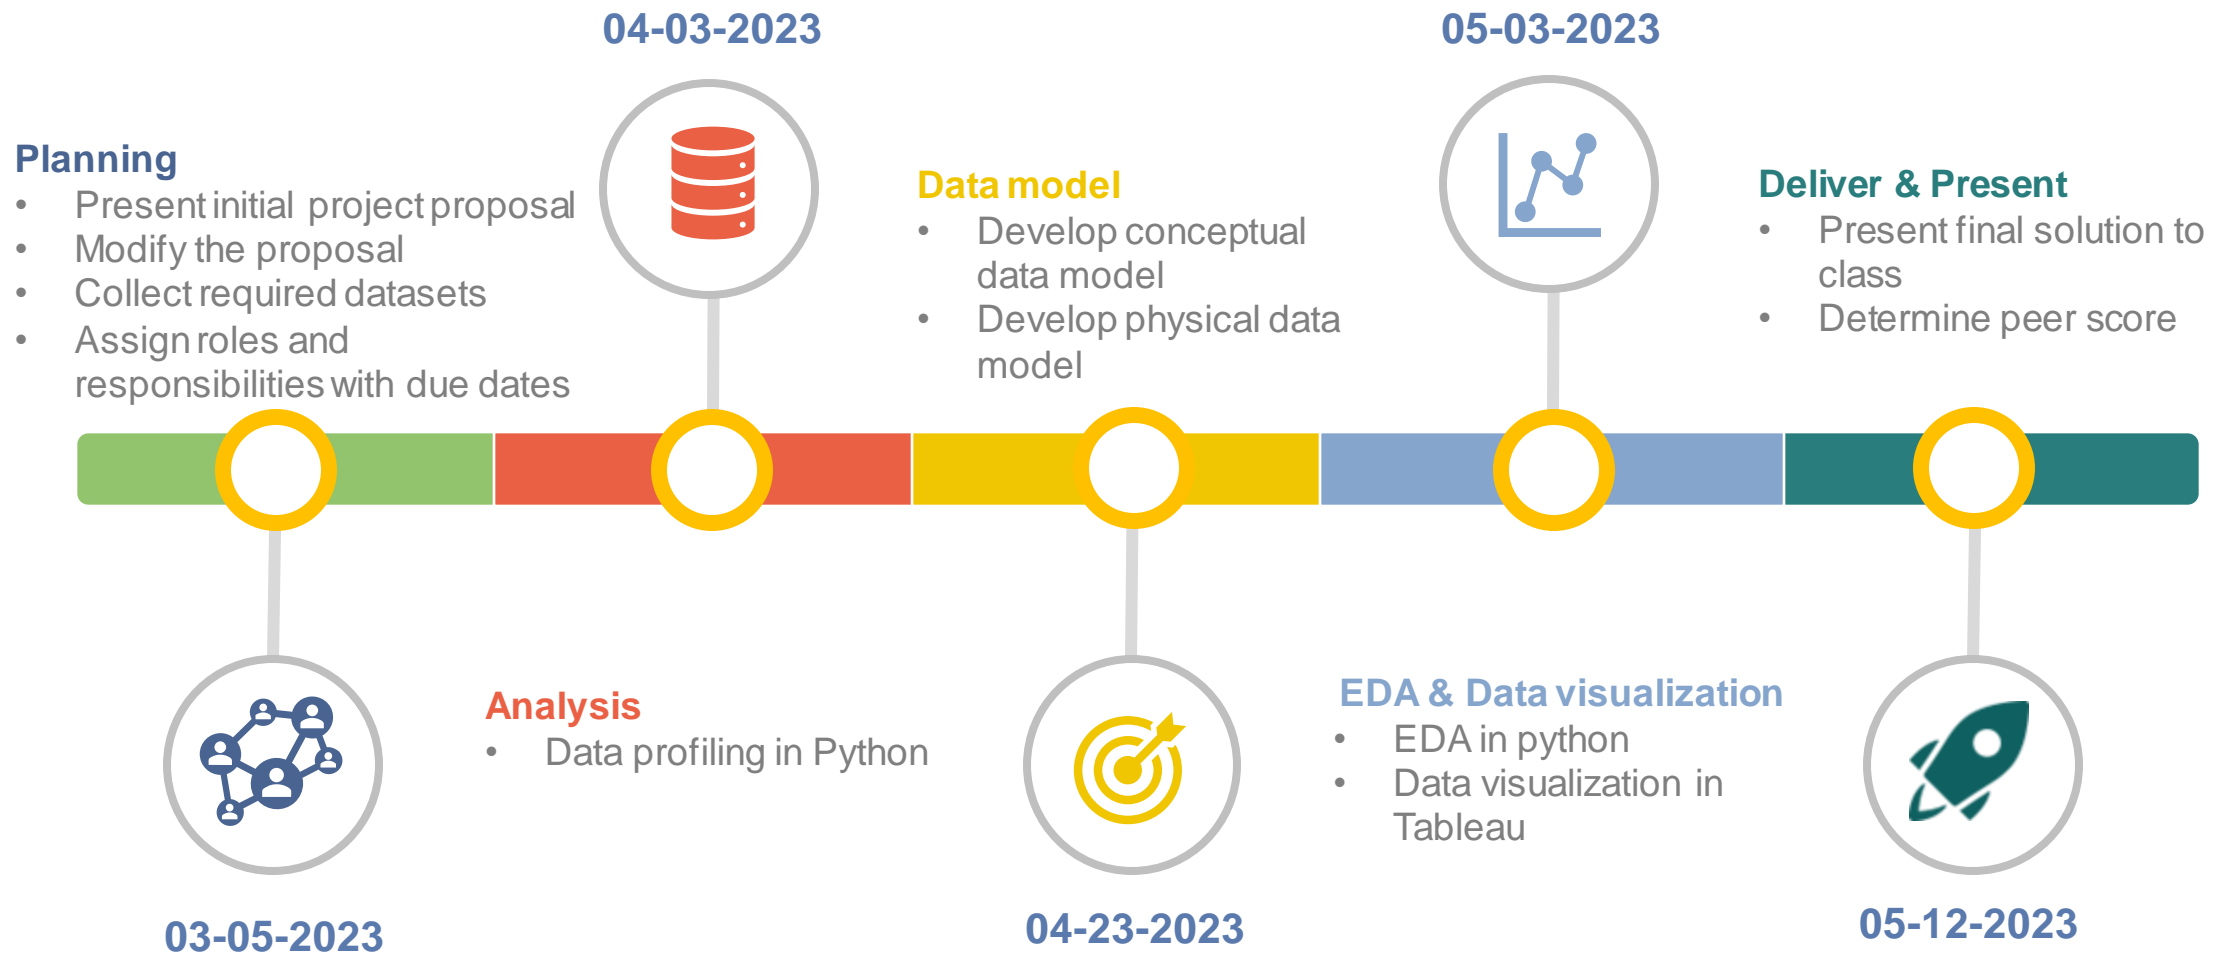 04-03-2023
05-03-2023
Planning
• Present initial project proposal
• Modify the proposal
• Collect required datasets
• Assign roles and
responsibilities with due dates
Data model
• Develop conceptual
data model
• Develop physical data
model
Deliver & Present
• Present final solution to
class
• Determine peer score
Analysis
• Data profiling in Python
EDA & Data visualization
• EDA in python
• Data visualization in
Tableau
03-05-2023
04-23-2023
05-12-2023